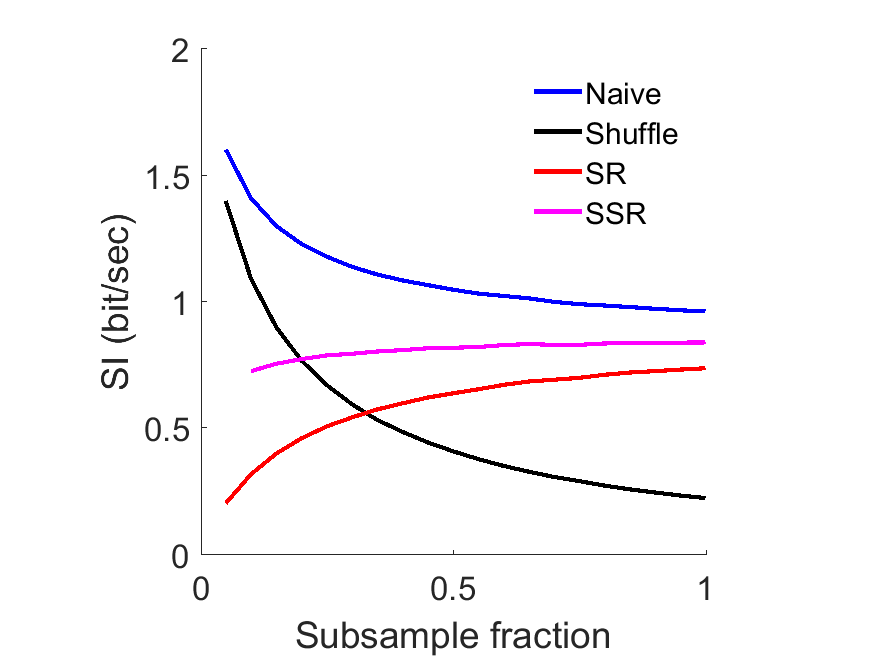 2
1.5
1
0.5
0
0
0.5
1
SI (bit/sec)
Subsample fraction
Naive
Shuffle
SR
SSR